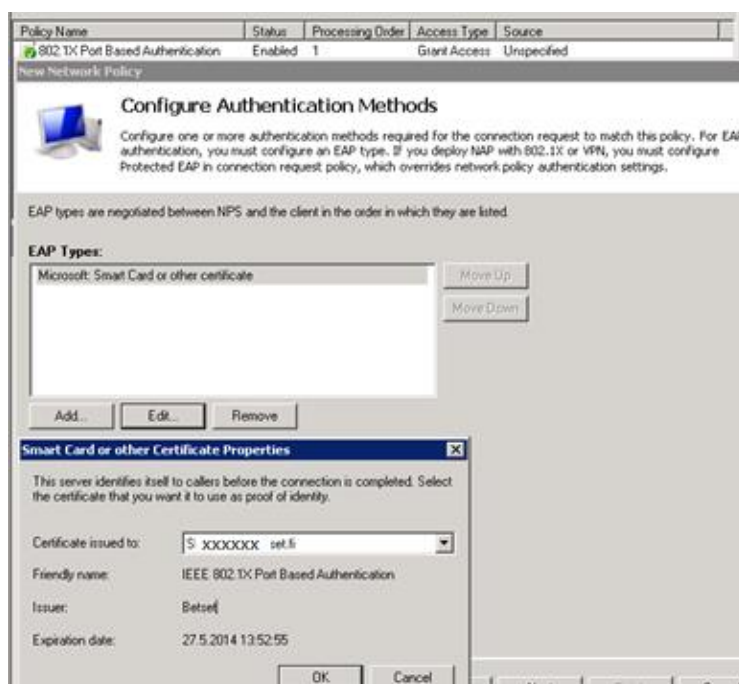 Policy Name Status Processing Order Access Type Source
802.1X Port Based Authentication Enabled 1 Grant Access Unspecified
New Network Policy
Configure Authentication Methods
Configure one or more authentication methods required for the connection request to match this policy. For EA
authentication, you must configure an EAP type. If you deploy NAP with 802.1X or VPN, you must configure
Protected EAP in connection request policy, which overrides network policy authentication settings.
EAP types are negotiated between NPS and the client in the order in which they are listed.
EAP Types:
Microsoft: Smart Card or other certificate
Move Up
Move Down
Add... Edit... Remove
Smart Card or other Certificate Properties
This server identifies itself to callers before the connection is completed. Select
the certificate that you want it to use as proof of identity.
Certificate issued to: S xxxxxx set.fi
Friendly name: IEEE 802.1X Port Based Authentication
Issuer: Betset
Expiration date: 27.5.2014 13:52:55
OK Cancel